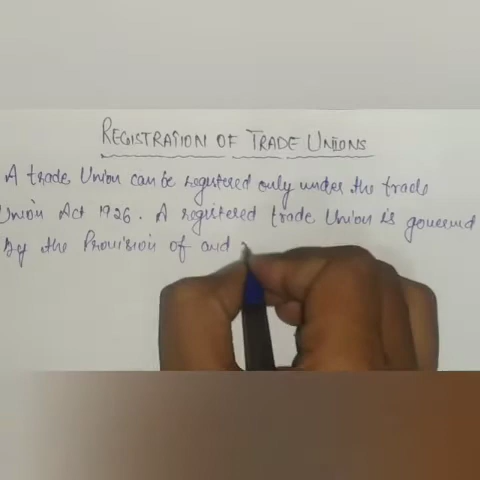 REGISTRATION OF TRADE UNIONS
A trade Union can be registered only under the trade
Union Act 1926. A registered trade Union is governed
by the Provision of and